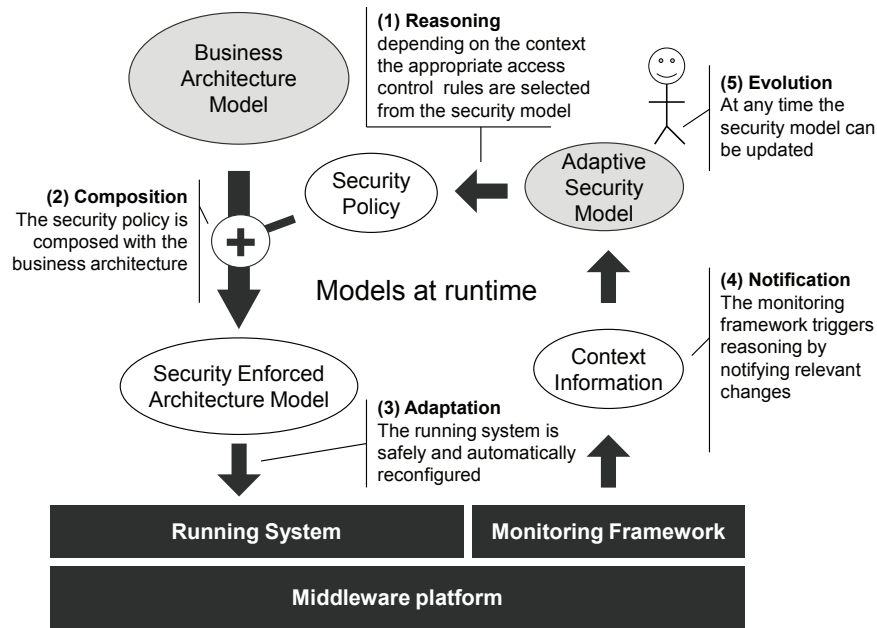 Business
Architecture
Model
(1) Reasoning
depending on the context
the appropriate access
control rules are selected
from the security model
(5) Evolution
At any time the
security model can
be updated
Adaptive
Security
Model
Security
Policy
(2) Composition
The security policy is
composed with the
business architecture
+
Models at runtime
(4) Notification
The monitoring
framework triggers
reasoning by
notifying relevant
changes
Context
Information
Security Enforced
Architecture Model
(3) Adaptation
The running system is
safely and automatically
reconfigured
Running System
Monitoring Framework
Middleware platform